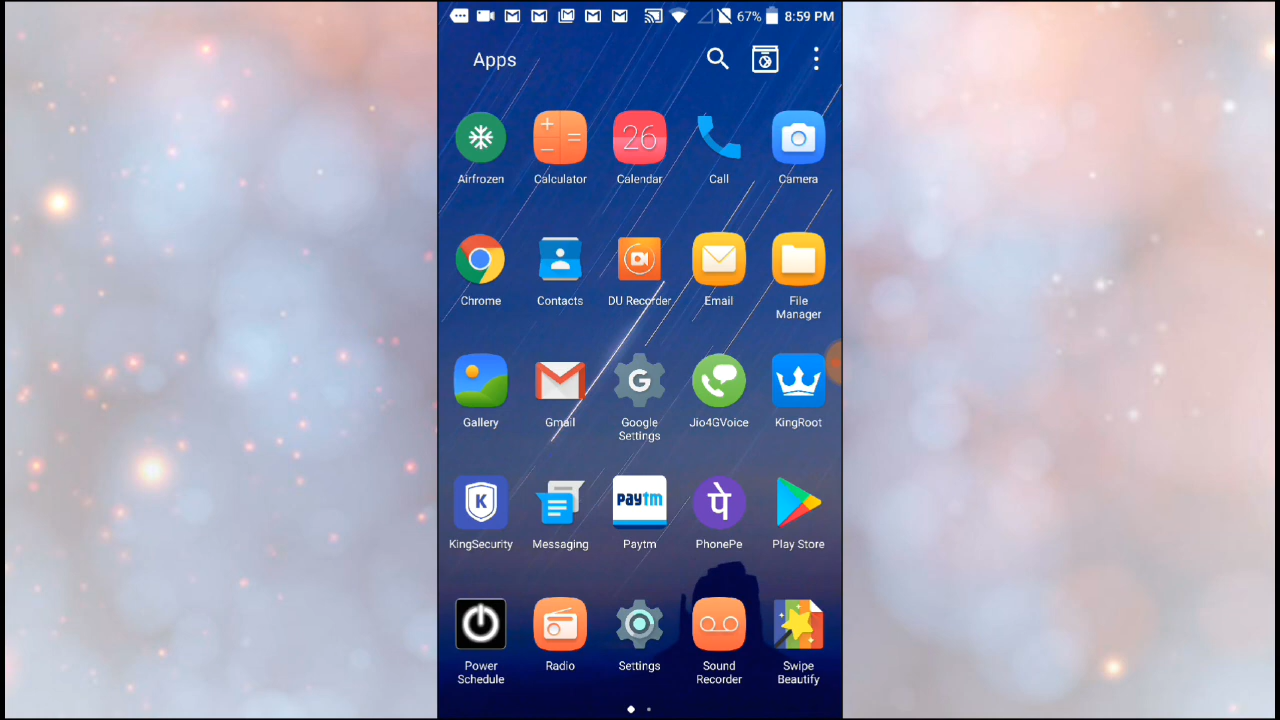 67% 8:59 PM
Apps
26
Airfrozen Calculator Calendar Call Camera
Chrome Contacts DU Recorder Email File
Manager
G
Gallery Gmail Google Jio4GVoice KingRoot
Settings
K paytm पे
KingSecurity Messaging Paytm PhonePe Play Store
Power Radio Settings Sound Swipe
Schedule Recorder Beautify